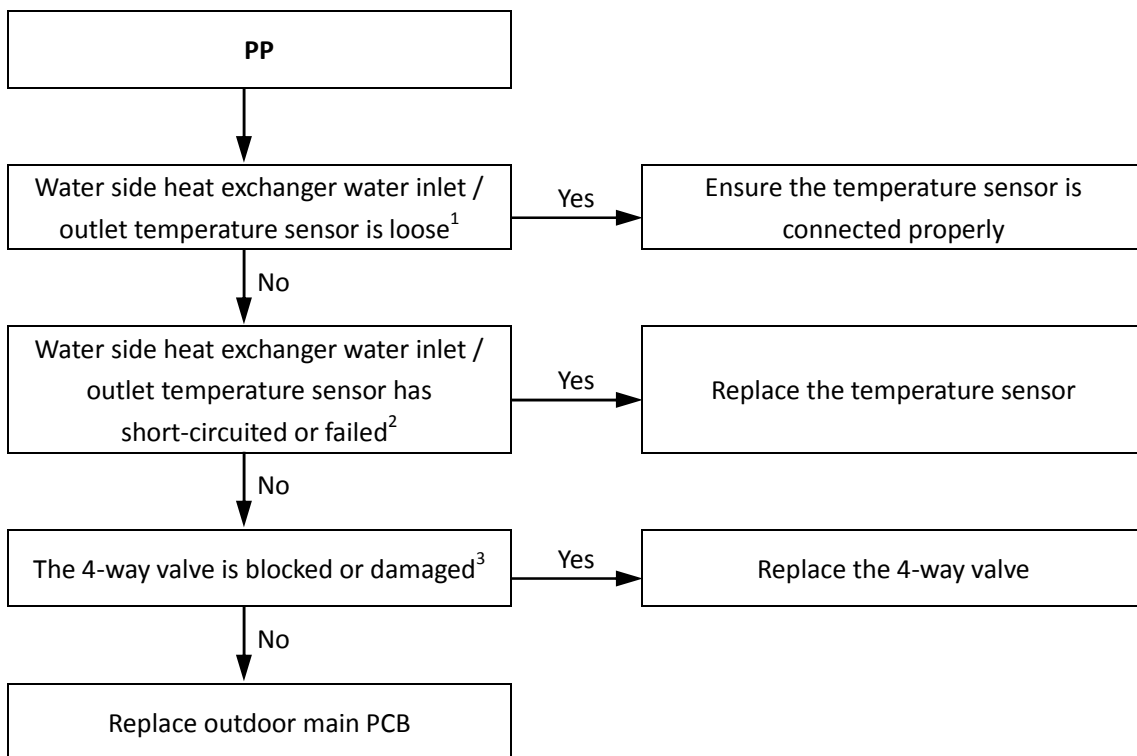 PP
Water side heat exchanger water inlet /
outlet temperature sensor is loose¹
Yes
Ensure the temperature sensor is
connected properly
No
Water side heat exchanger water inlet /
outlet temperature sensor has
short-circuited or failed²
Yes
Replace the temperature sensor
No
The 4-way valve is blocked or damaged³
Yes
Replace the 4-way valve
No
Replace outdoor main PCB